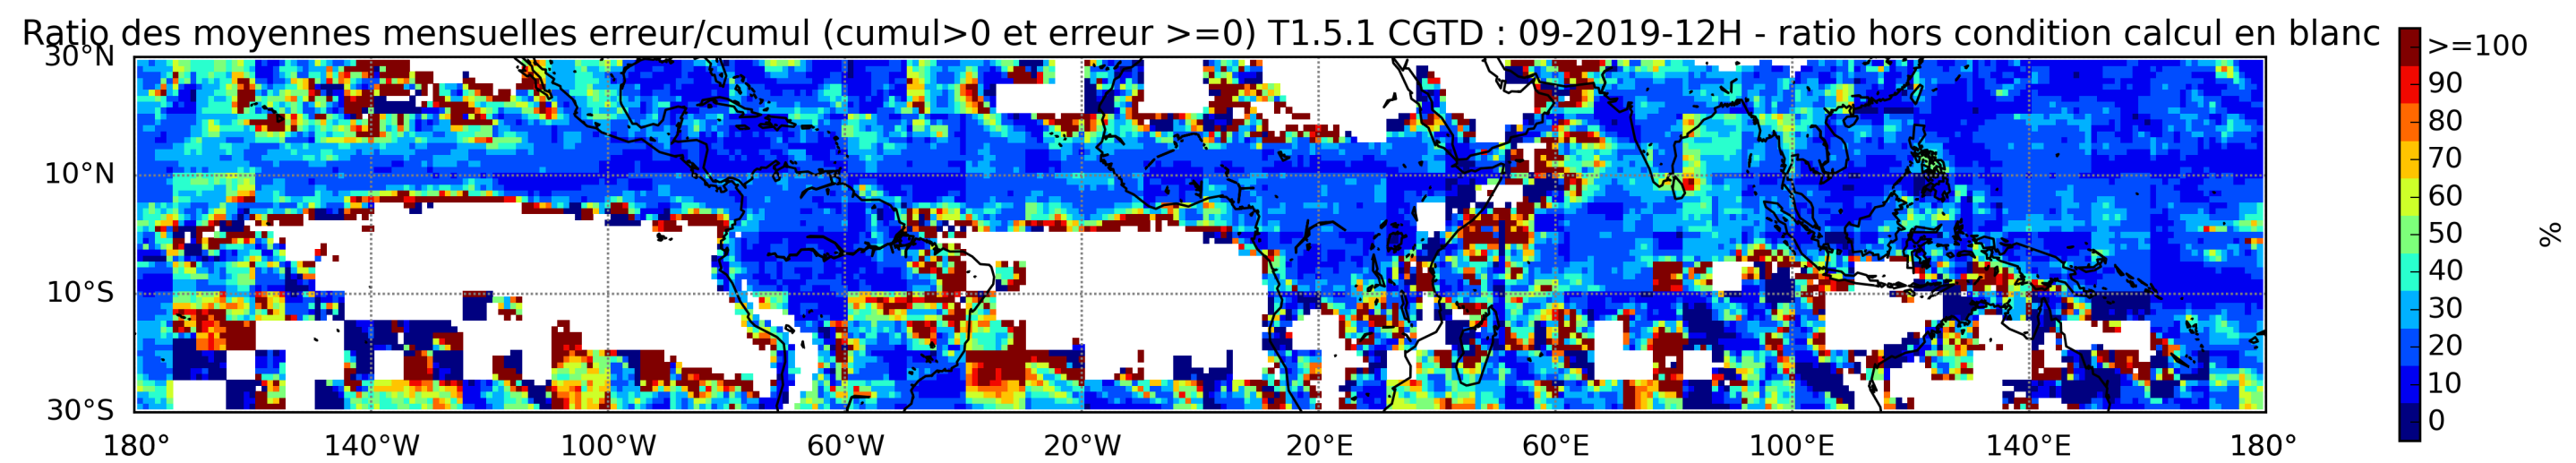 Ratio des moyennes mensuelles erreur/cumul (cumul>0 et erreur >=0) T1.5.1 CGTD : 09-2019-12H - ratio hors condition calcul en blanc
30°N
10°N
10°S
30°S
180° 140°W 100°W 60°W 20°W 20°E 60°E 100°E 140°E 180°
>=100
90
80
70
60
50
40
30
20
10
0
%